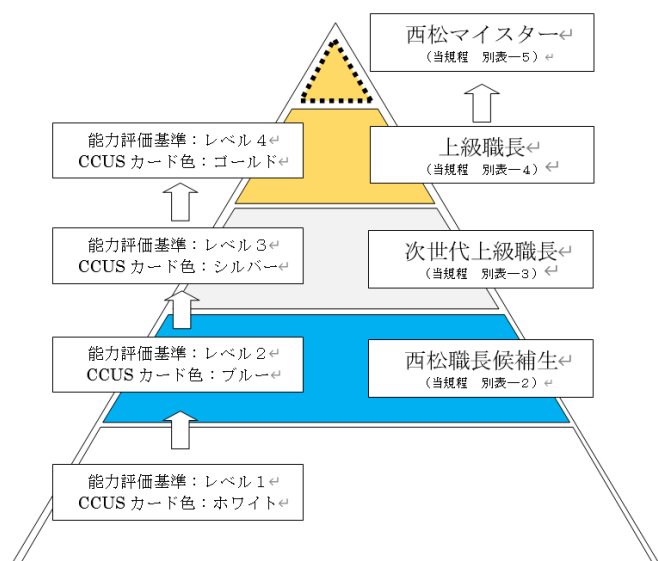 西松マイスター↵
（当規程　別表―5）↵
能力評価基準：レベル４↵
CCUS カード色：ゴールド↵
上級職長↵
（当規程　別表―4）↵
能力評価基準：レベル３↵
CCUS カード色：シルバー↵
次世代上級職長↵
（当規程　別表―3）↵
能力評価基準：レベル２↵
CCUS カード色：ブルー↵
西松職長候補生↵
（当規程　別表―2）↵
能力評価基準：レベル１↵
CCUS カード色：ホワイト↵